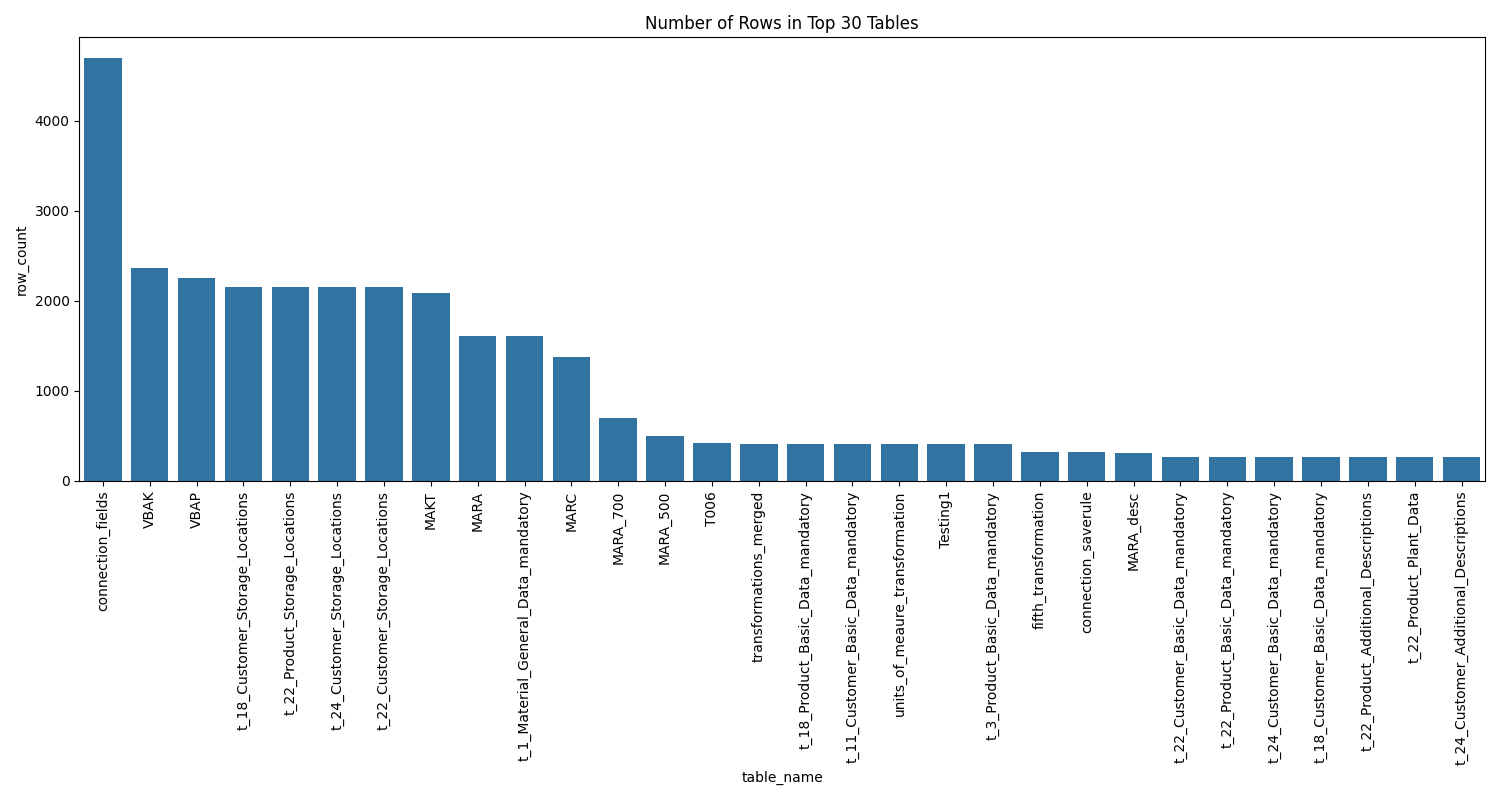 Number of Rows in Top 30 Tables
row_count
4000
3000
2000
1000
0
connection_fields
VBAK
VBAP
t_18_Customer_Storage_Locations
t_22_Product_Storage_Locations
t_24_Customer_Storage_Locations
t_22_Customer_Storage_Locations
MAKT
MARA
t_1_Material_General_Data_mandatory
MARC
MARA_700
MARA_500
T006
transformations_merged
t_18_Product_Basic_Data_mandatory
t_11_Customer_Basic_Data_mandatory
units_of_meaure_transformation
Testing1
t_3_Product_Basic_Data_mandatory
fifth_transformation
connection_saverule
MARA_desc
t_22_Customer_Basic_Data_mandatory
t_22_Product_Basic_Data_mandatory
t_24_Customer_Basic_Data_mandatory
t_18_Customer_Basic_Data_mandatory
t_22_Product_Additional_Descriptions
t_22_Product_Plant_Data
t_24_Customer_Additional_Descriptions
table_name